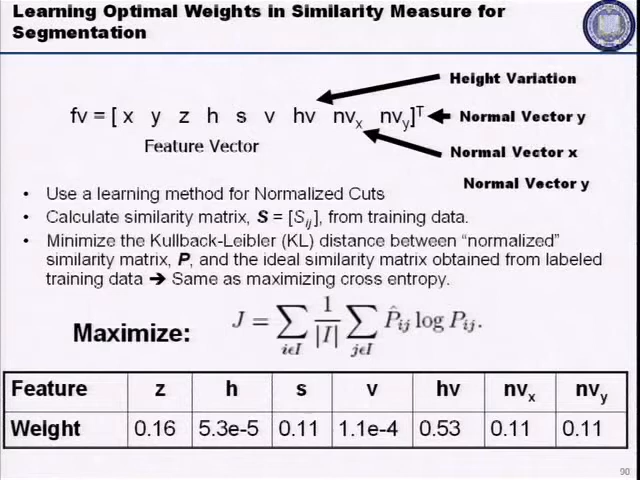 Learning Optimal Weights in Similarity Measure for
Segmentation
Height Variation
fv = [ x y z h s v hv nvx nvy]T
Normal Vector y
Feature Vector
Normal Vector x
Normal Vector y
• Use a learning method for Normalized Cuts
• Calculate similarity matrix, S = [Sij], from training data.
• Minimize the Kullback-Leibler (KL) distance between “normalized”
similarity matrix, P, and the ideal similarity matrix obtained from labeled
training data ➔ Same as maximizing cross entropy.
Maximize: J = ∑iϵI 1/|I| ∑jϵI P̂ij log Pij.
Feature z h s v hv nvx nvy
Weight 0.16 5.3e-5 0.11 1.1e-4 0.53 0.11 0.11
90